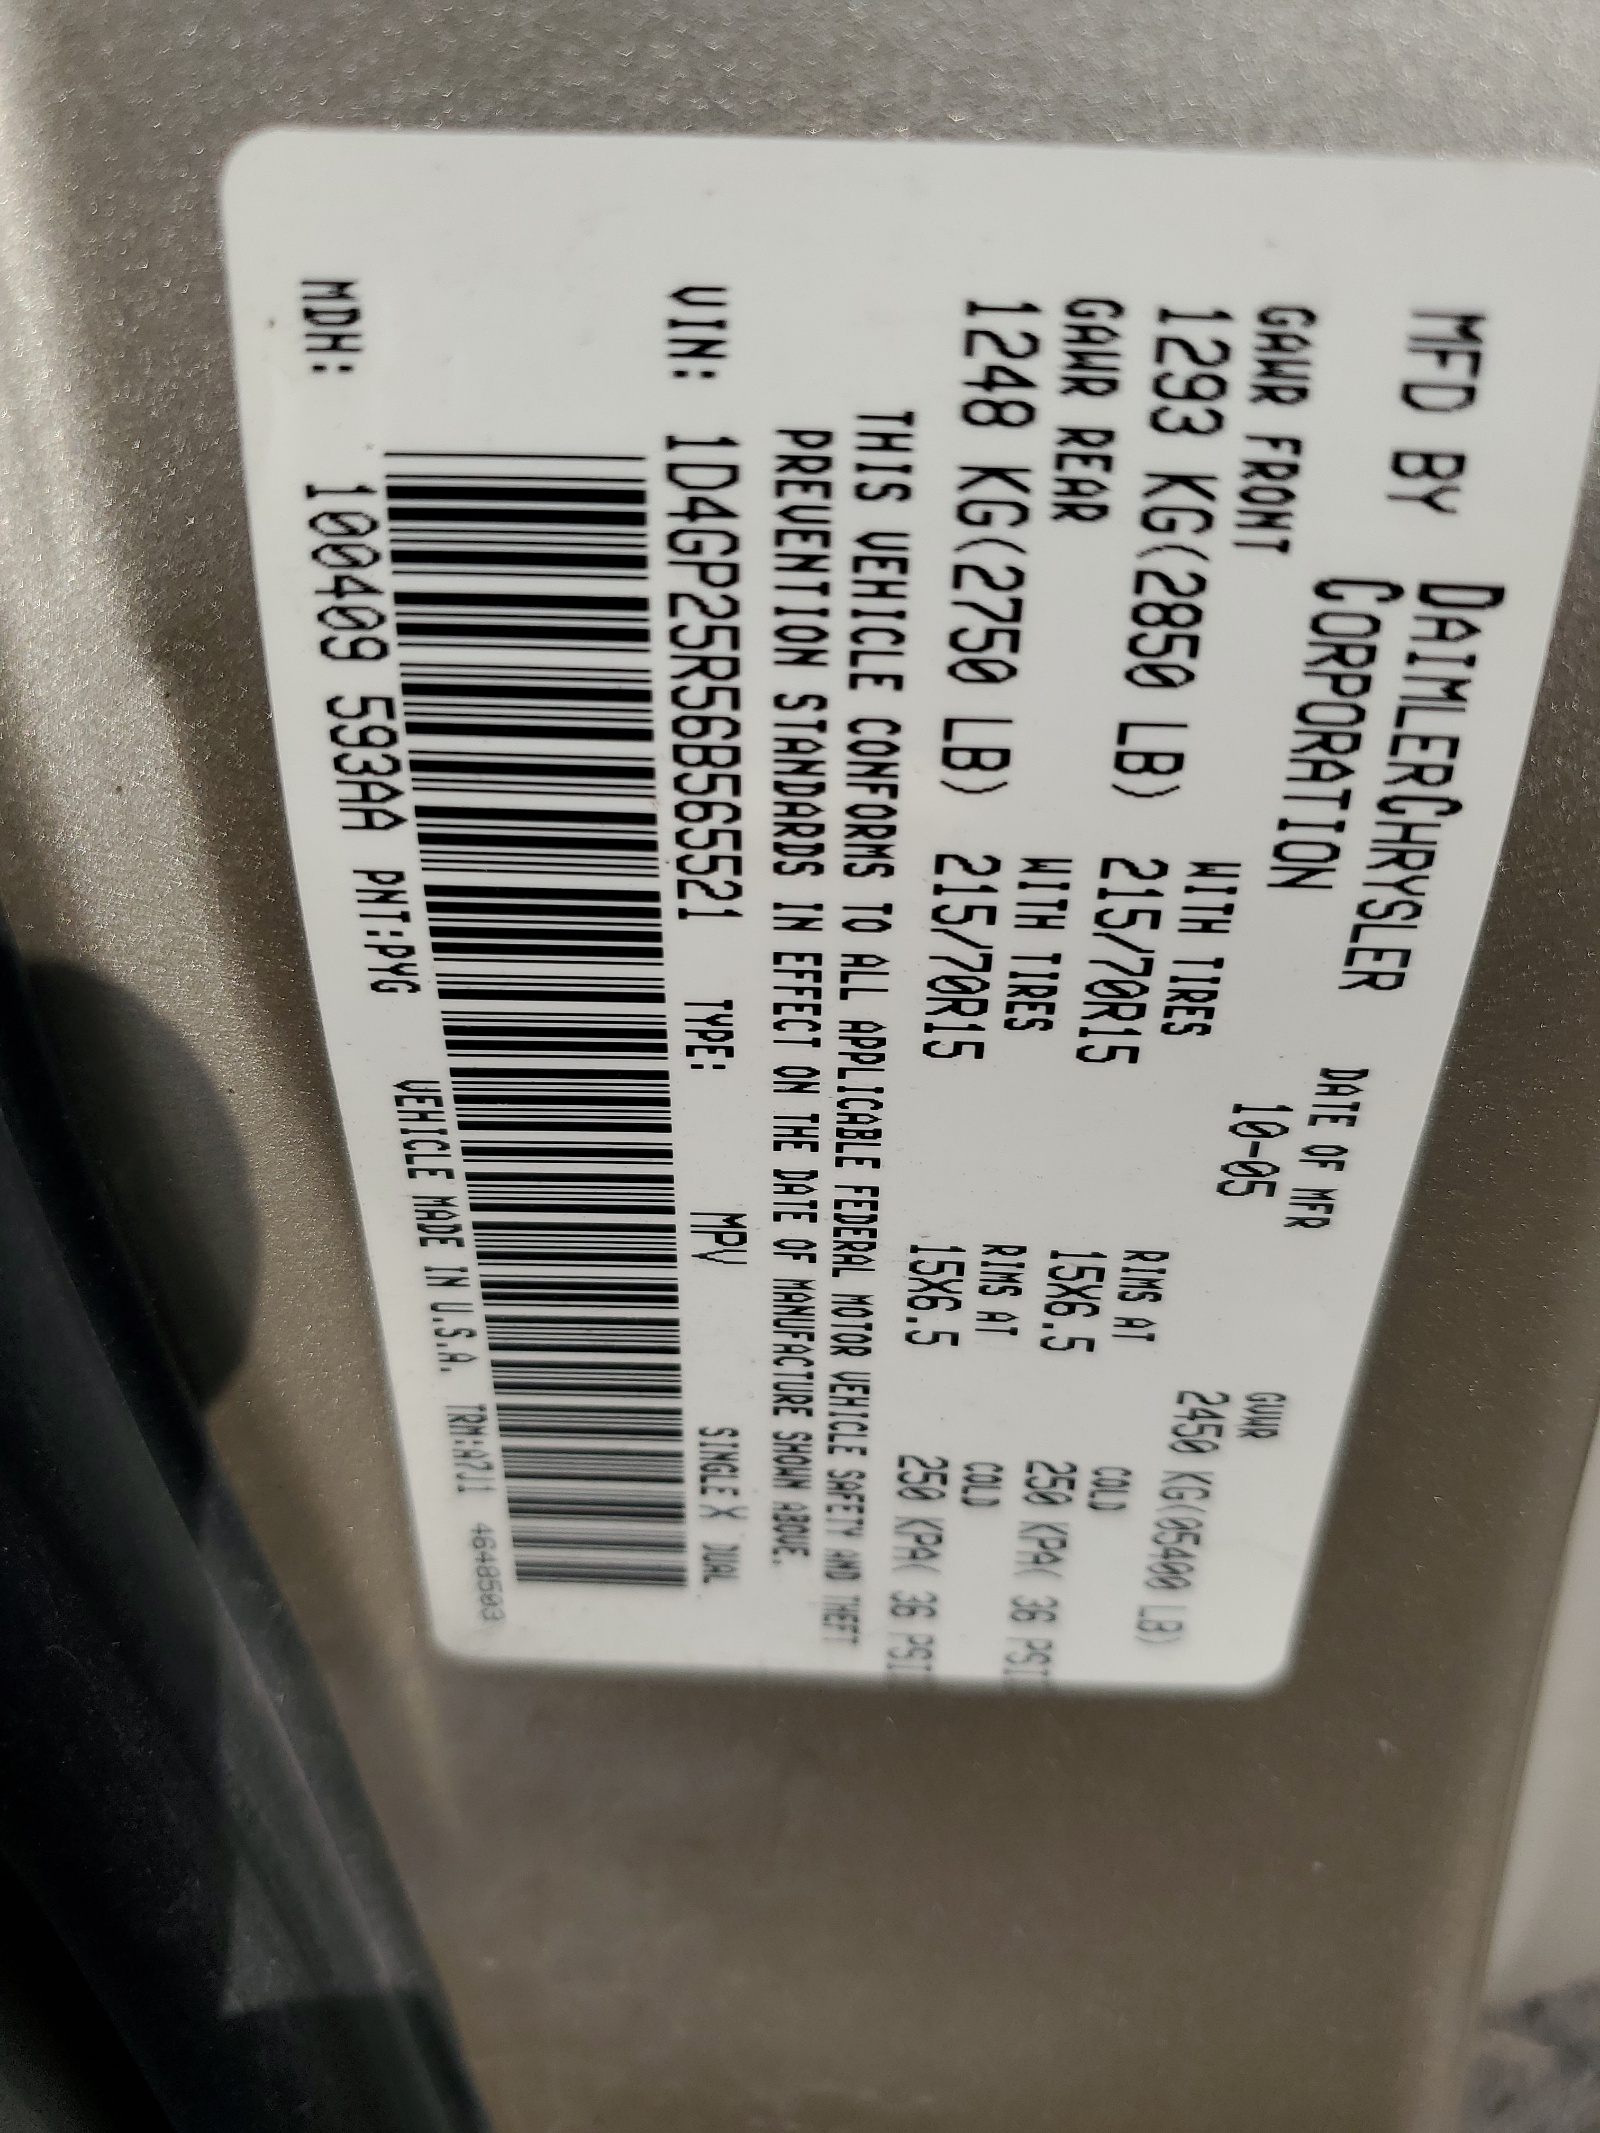 MFD BY DAIMLERCHRYSLER
CORPORATION
DATE OF MFR
10-05
GVWR
2450 KG(05400 LB)
GAWR FRONT WITH TIRES RIMS AT COLD
1293 KG(2850 LB) 215/70R15 15X6.5 250 KPA( 36 PSI
GAWR REAR WITH TIRES RIMS AT COLD
1248 KG(2750 LB) 215/70R15 15X6.5 250 KPA( 36 PSI
THIS VEHICLE CONFORMS TO ALL APPLICABLE FEDERAL MOTOR VEHICLE SAFETY AND THEFT
PREVENTION STANDARDS IN EFFECT ON THE DATE OF MANUFACTURE SHOWN ABOVE.
VIN: 1D4GP25R56B565521 TYPE: MPV SINGLE X DUAL
MDH: 100409 593AA PNT:PYG VEHICLE MADE IN U.S.A. TRM:A7J1 4648503